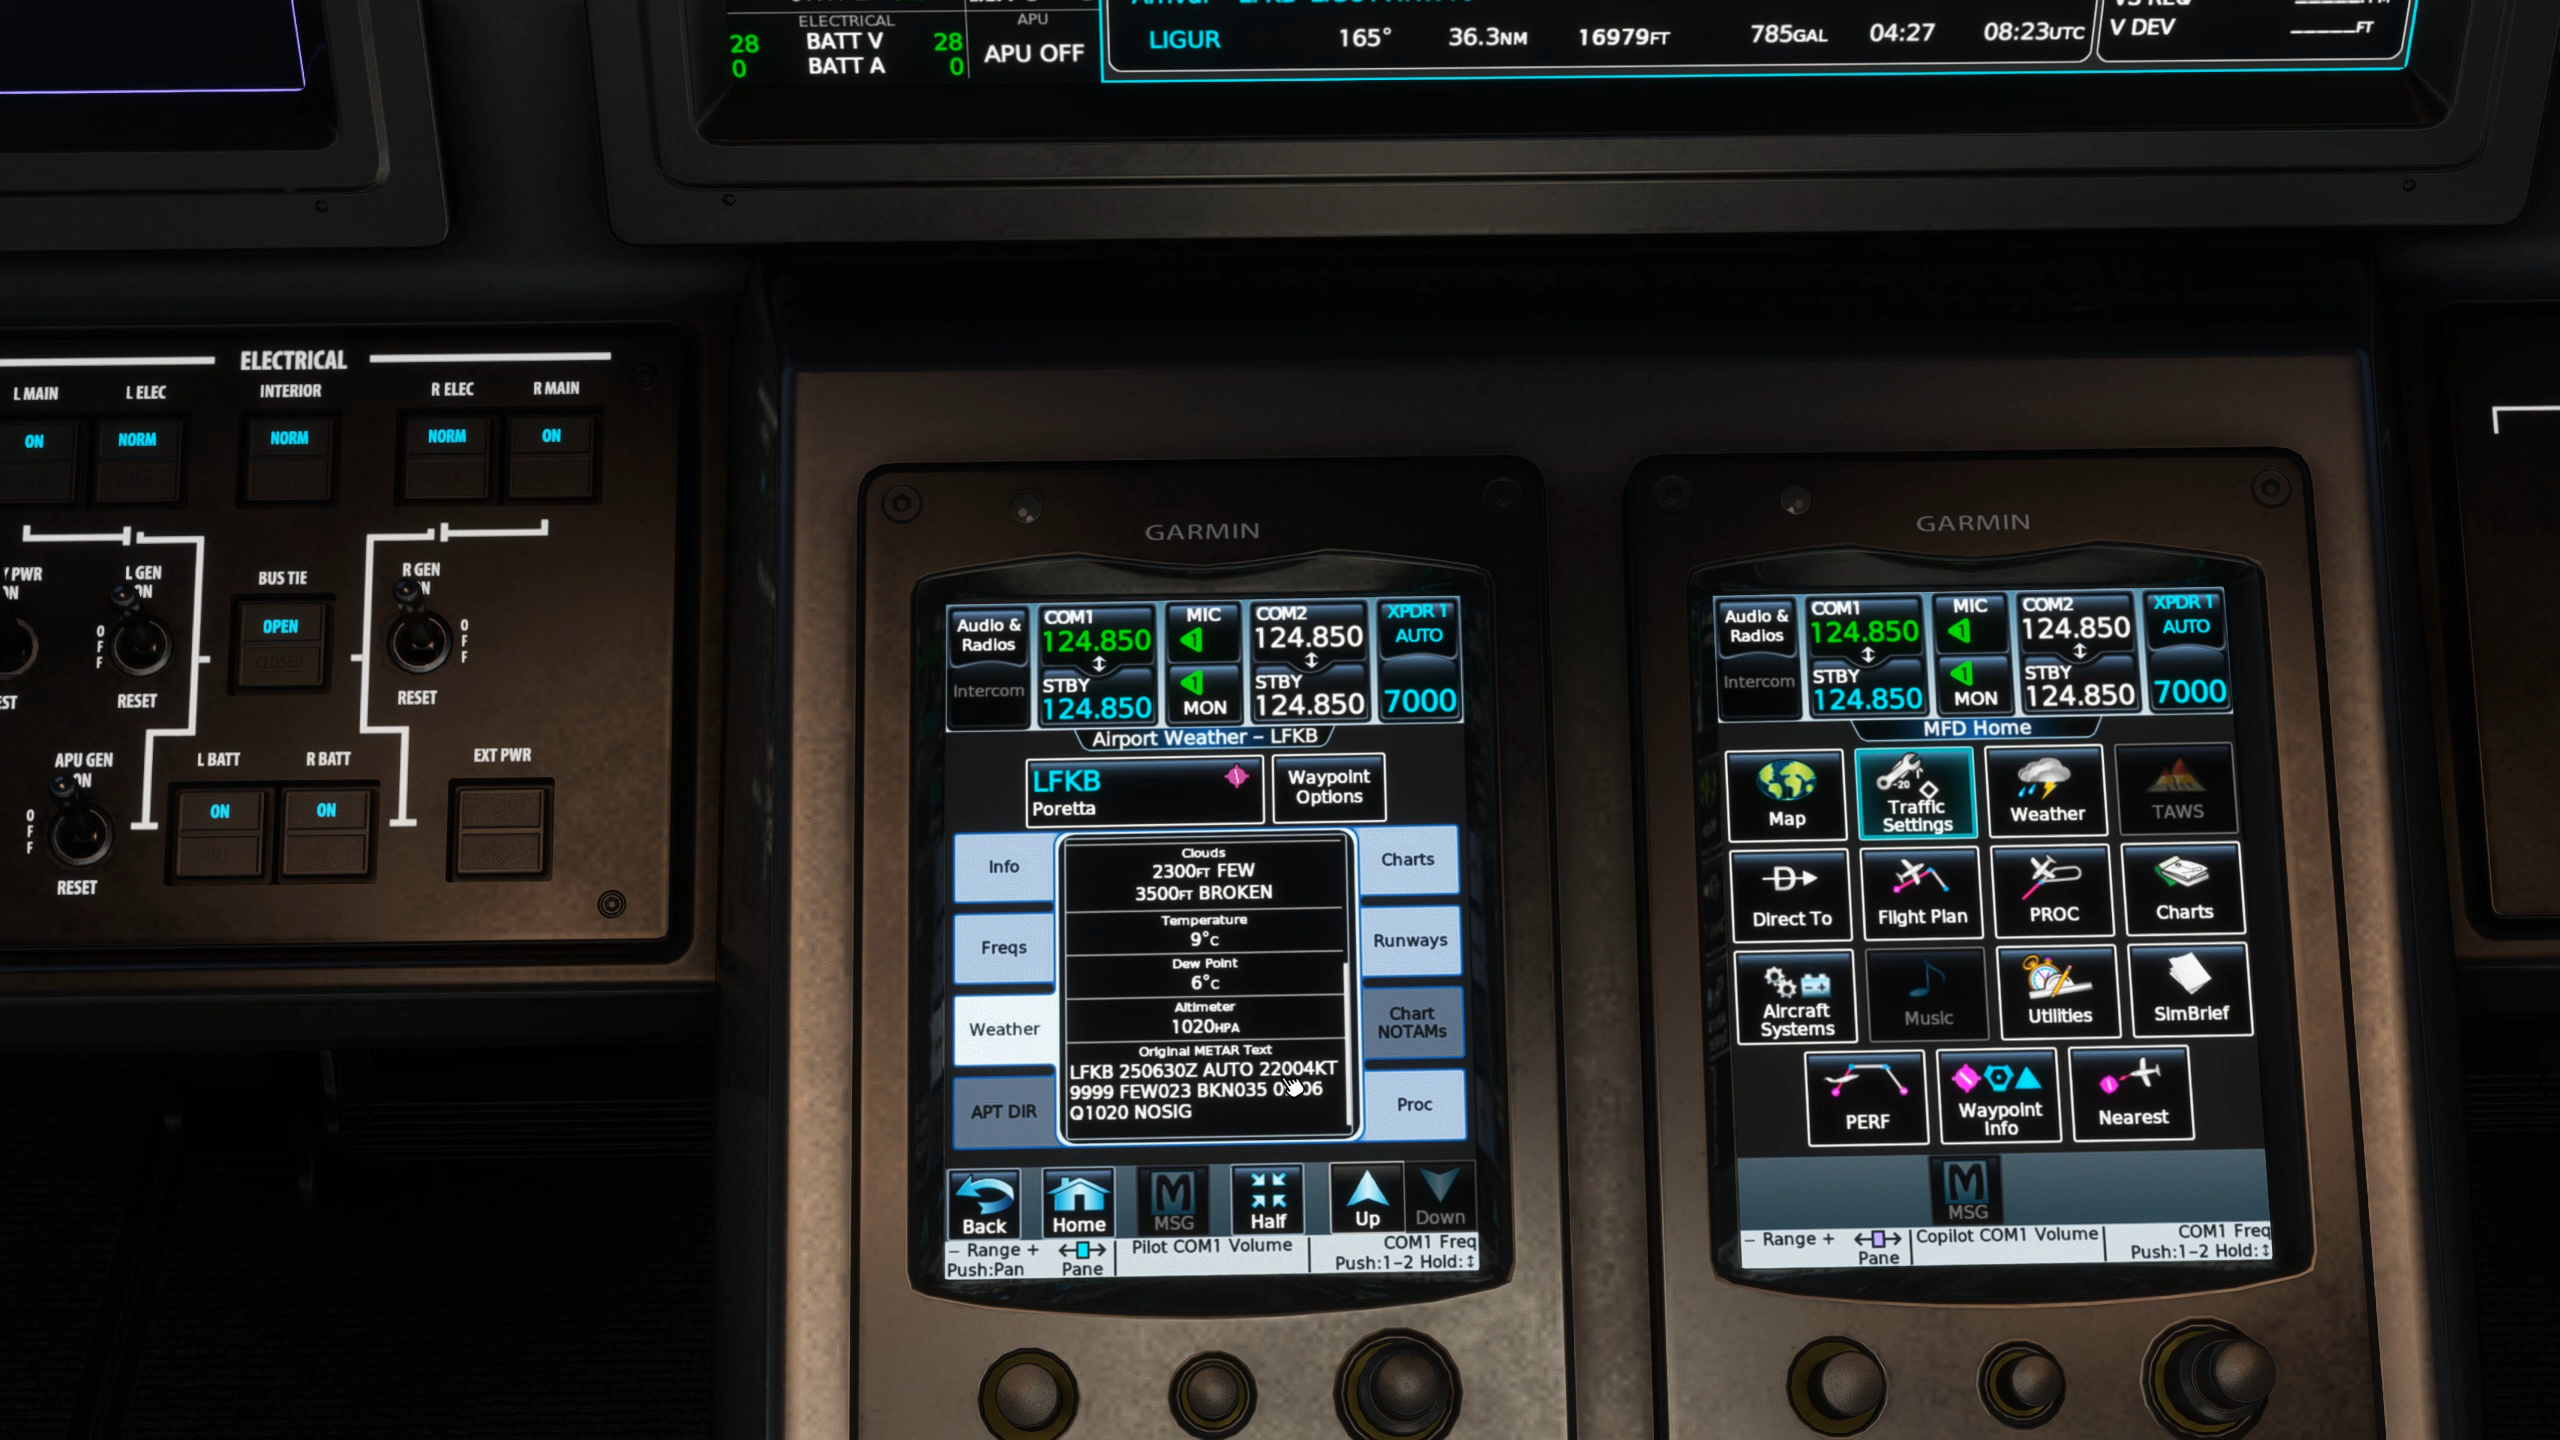 ELECTRICAL
28 BATT V 28
0 BATT A 0
APU
APU OFF
LIGUR 165° 36.3NM 16979FT 785GAL 04:27 08:23UTC
V DEV _____FT
ELECTRICAL
L MAIN L ELEC INTERIOR R ELEC R MAIN
ON NORM NORM NORM ON
L GEN
BUS TIE
R GEN
OPEN
CLOSED
OFF
OFF
RESET
RESET
APU GEN
ON
OFF
RESET
L BATT R BATT EXT PWR
ON ON
GARMIN
Audio & Radios
Intercom
COM1
124.850
STBY
124.850
MIC
MON
COM2
124.850
STBY
124.850
XPDR 1
AUTO
7000
Airport Weather – LFKB
LFKB
Poretta
Waypoint
Options
Info
Freqs
Weather
APT DIR
Clouds
2300FT FEW
3500FT BROKEN
Temperature
9°C
Dew Point
6°C
Altimeter
1020HPA
Original METAR Text
LFKB 250630Z AUTO 22004KT
9999 FEW023 BKN035
Q1020 NOSIG
Charts
Runways
Chart
NOTAMs
Proc
Back Home MSG Half Up Down
– Range +
Push:Pan
Pane
Pilot COM1 Volume
COM1 Freq
Push:1–2 Hold:↕
GARMIN
Audio & Radios
Intercom
COM1
124.850
STBY
124.850
MIC
MON
COM2
124.850
STBY
124.850
XPDR 1
AUTO
7000
MFD Home
Map
Traffic
Settings
Weather
TAWS
Direct To
Flight Plan
PROC
Charts
Aircraft
Systems
Music
Utilities
SimBrief
PERF
Waypoint
Info
Nearest
MSG
– Range +
Pane
Copilot COM1 Volume
COM1 Freq
Push:1–2 Hold:↕